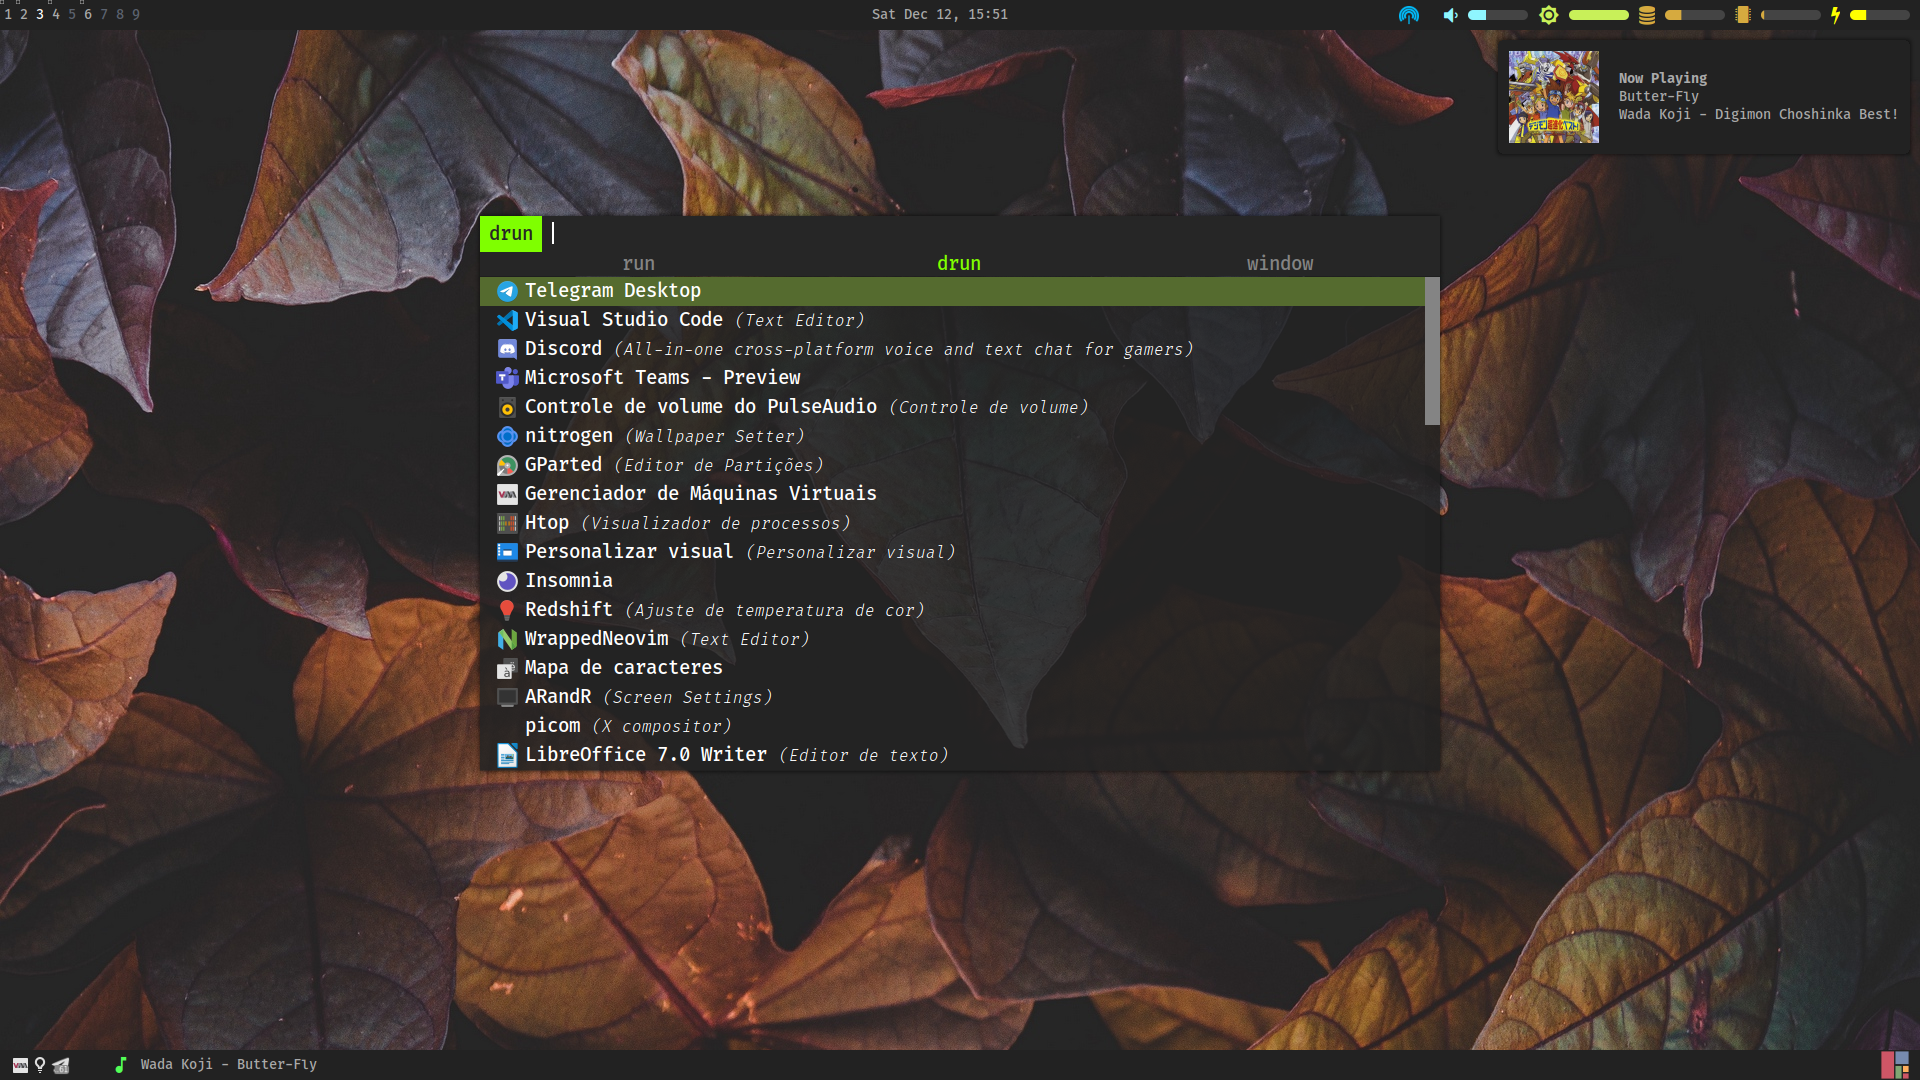 1 2 3 4 5 6 7 8 9
Sat Dec 12, 15:51
Now Playing
Butter-Fly
Wada Koji - Digimon Choshinka Best!
drun
run drun window
Telegram Desktop
Visual Studio Code (Text Editor)
Discord (All-in-one cross-platform voice and text chat for gamers)
Microsoft Teams - Preview
Controle de volume do PulseAudio (Controle de volume)
nitrogen (Wallpaper Setter)
GParted (Editor de Partições)
Gerenciador de Máquinas Virtuais
Htop (Visualizador de processos)
Personalizar visual (Personalizar visual)
Insomnia
Redshift (Ajuste de temperatura de cor)
WrappedNeovim (Text Editor)
Mapa de caracteres
ARandR (Screen Settings)
picom (X compositor)
LibreOffice 7.0 Writer (Editor de texto)
Wada Koji - Butter-Fly